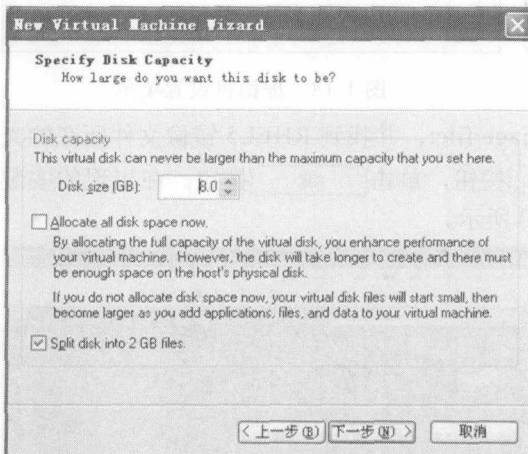 New Virtual Machine Wizard
Specify Disk Capacity
How large do you want this disk to be?
Disk capacity
This virtual disk can never be larger than the maximum capacity that you set here.
Disk size (GB): 8.0
Allocate all disk space now.
By allocating the full capacity of the virtual disk, you enhance performance of
your virtual machine. However, the disk will take longer to create and there must
be enough space on the host's physical disk.
If you do not allocate disk space now, your virtual disk files will start small, then
become larger as you add applications, files, and data to your virtual machine.
Split disk into 2 GB files.
< 上一步(B) 下一步(N) > 取消